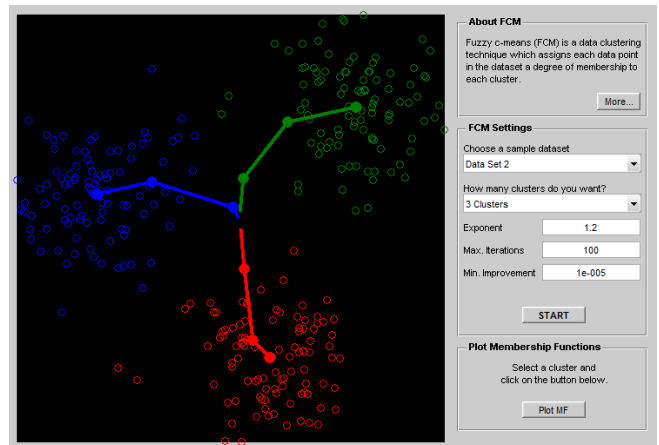 About FCM
Fuzzy c-means (FCM) is a data clustering
technique which assigns each data point
in the dataset a degree of membership to
each cluster.
More...
FCM Settings
Choose a sample dataset
Data Set 2
How many clusters do you want?
3 Clusters
Exponent 1.2
Max. Iterations 100
Min. Improvement 1e-005
START
Plot Membership Functions
Select a cluster and
click on the button below.
Plot MF